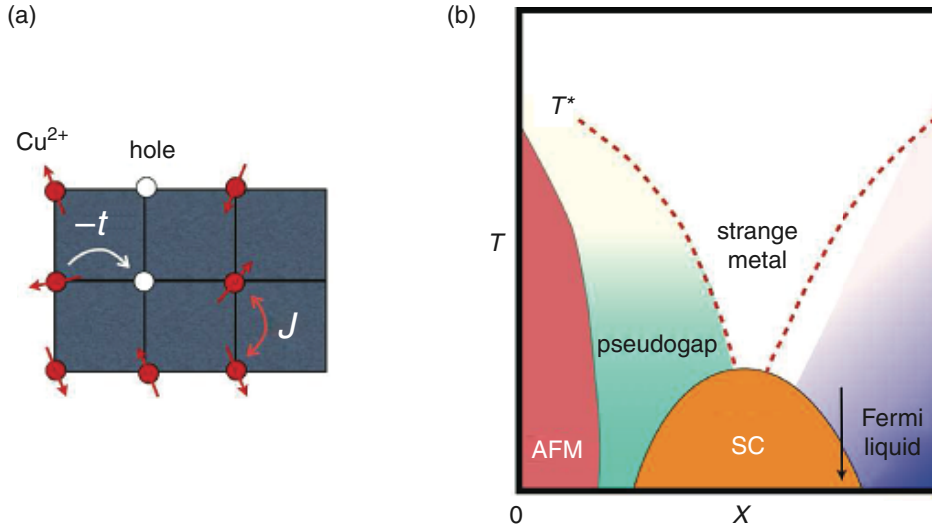 (a)
Cu2+
hole
−t
J
(b)
T*
T
strange
metal
pseudogap
AFM
SC
Fermi
liquid
0
X